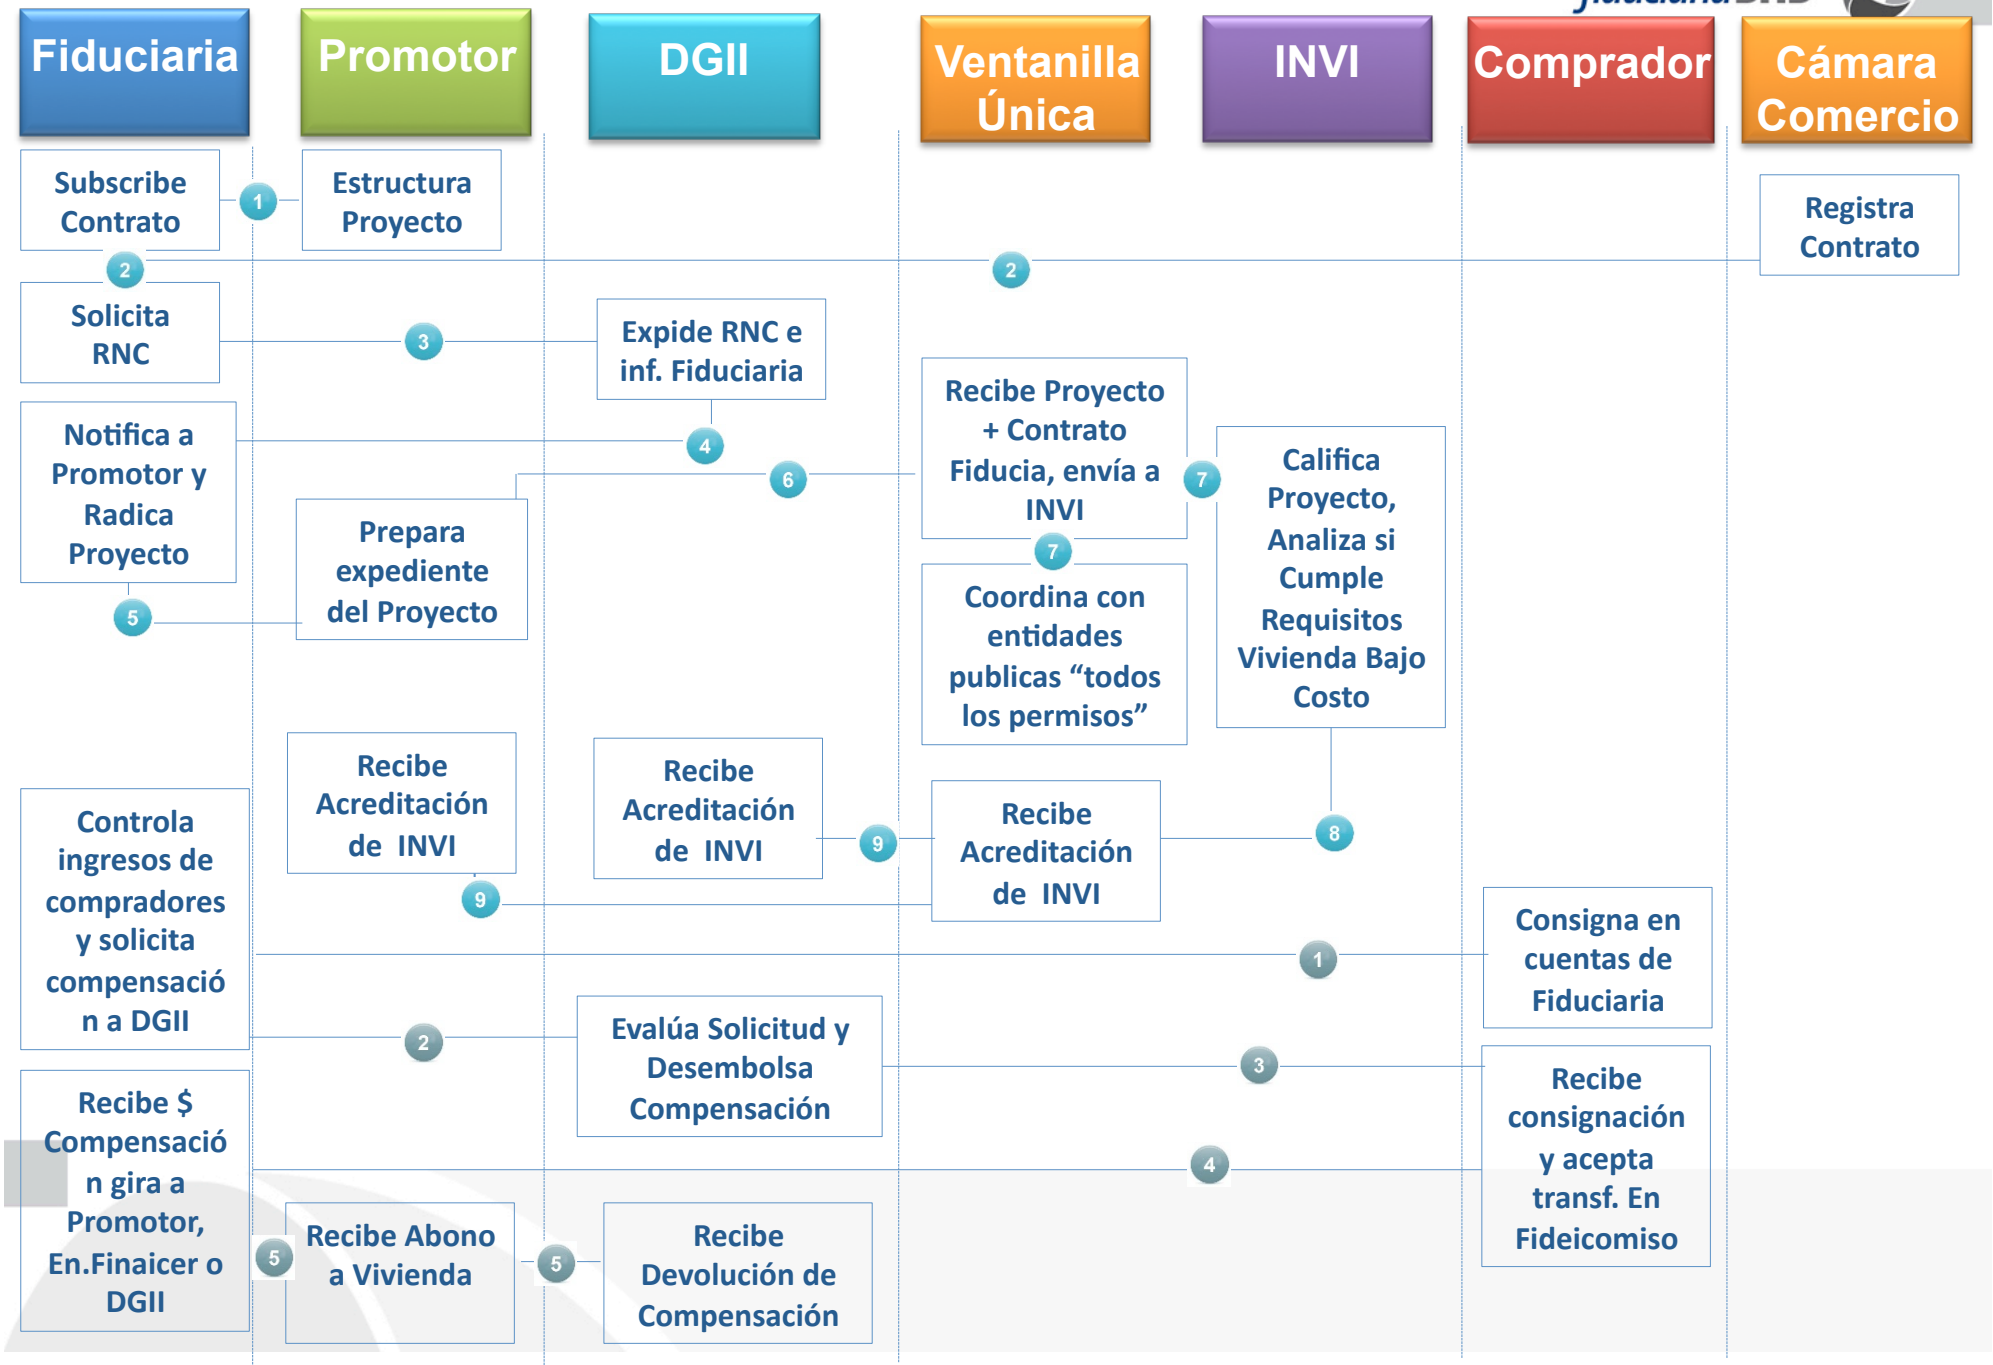 Fiduciaria
Promotor
DGII
Ventanilla
Única
INVI
Comprador
Cámara
Comercio
Subscribe
Contrato
1
Estructura
Proyecto
Registra
Contrato
2
2
Solicita
RNC
3
Expide RNC e
inf. Fiduciaria
Notifica a
Promotor y
Radica
Proyecto
4
5
Prepara
expediente
del Proyecto
6
Recibe Proyecto
+ Contrato
Fiducia, envía a
INVI
7
7
Califica
Proyecto,
Analiza si
Cumple
Requisitos
Vivienda Bajo
Costo
Coordina con
entidades
publicas “todos
los permisos”
8
Recibe
Acreditación
de INVI
9
Recibe
Acreditación
de INVI
9
Recibe
Acreditación
de INVI
Controla
ingresos de
compradores
y solicita
compensació
n a DGII
1
Consigna en
cuentas de
Fiduciaria
2
Evalúa Solicitud y
Desembolsa
Compensación
3
Recibe
consignación
y acepta
transf. En
Fideicomiso
4
Recibe $
Compensació
n gira a
Promotor,
En.Finaicer o
DGII
5
Recibe Abono
a Vivienda
5
Recibe
Devolución de
Compensación